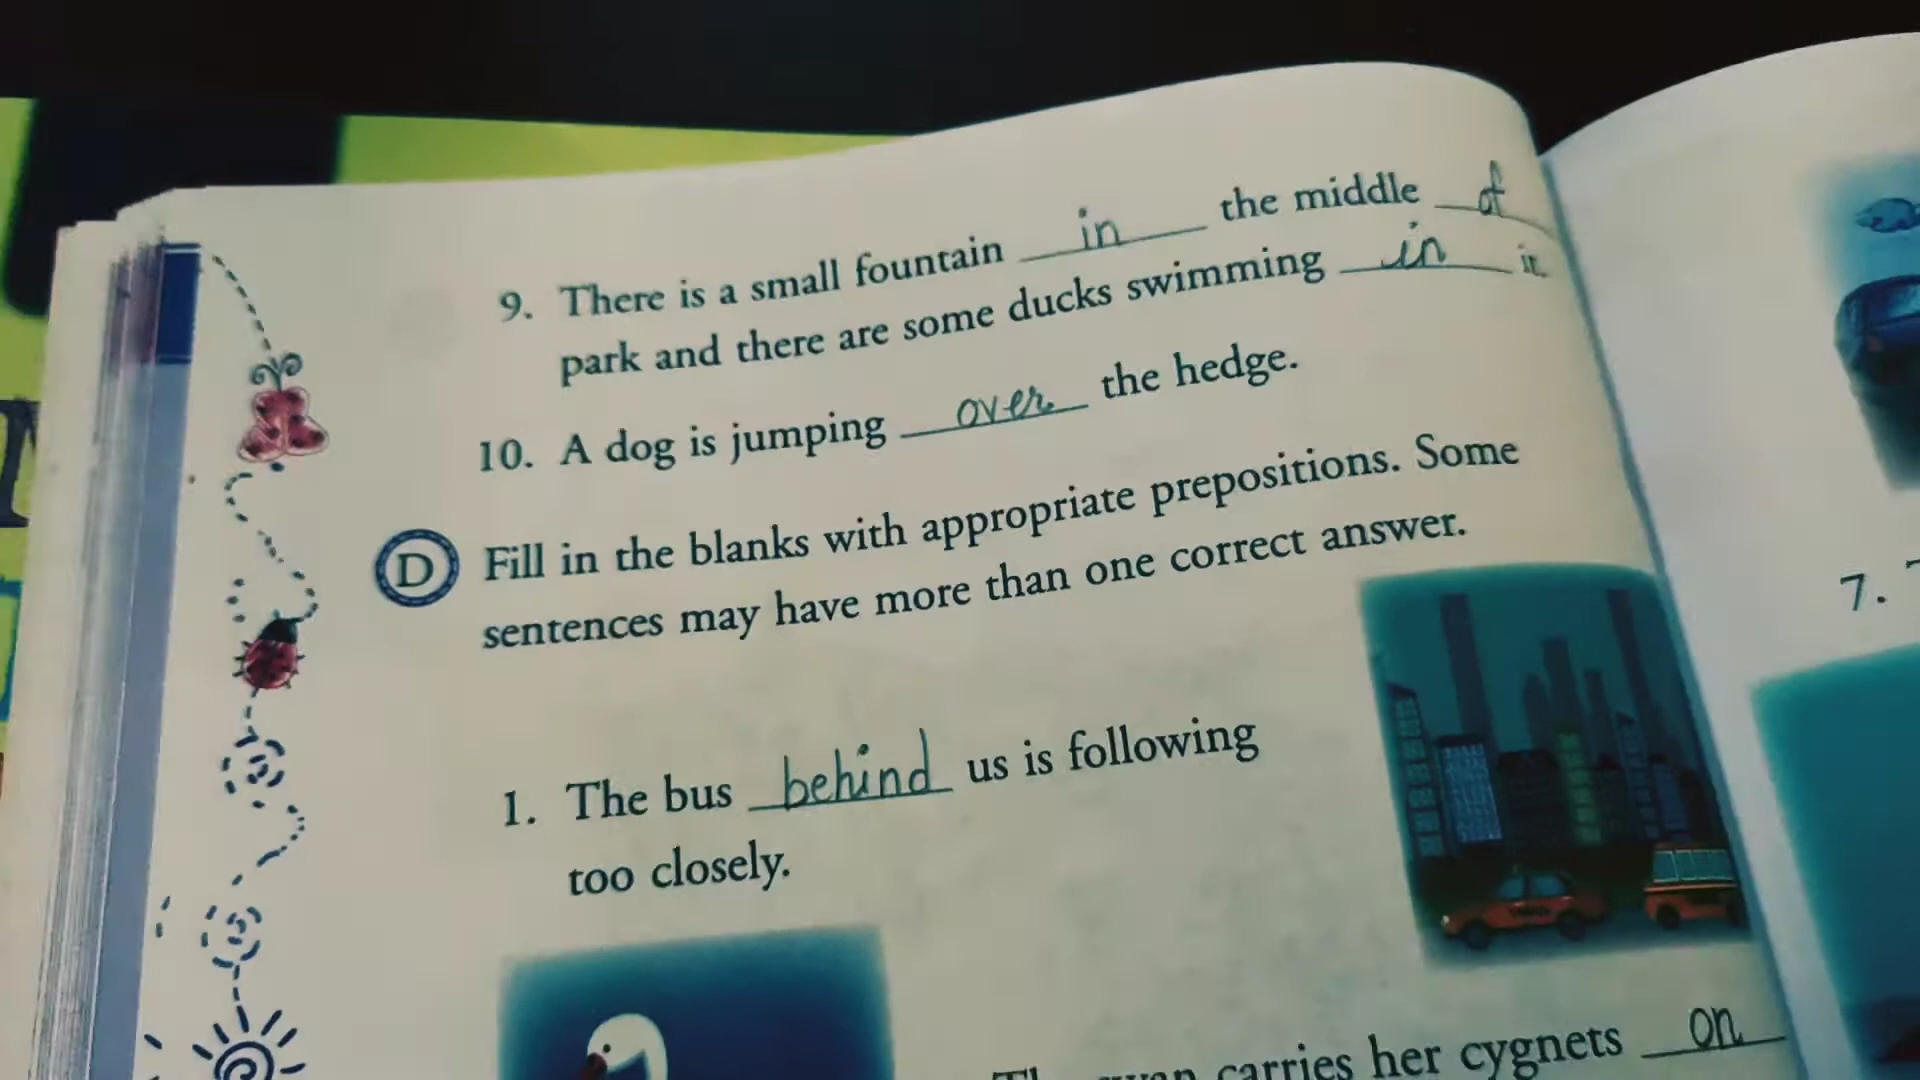 9. There is a small fountain in the middle of
park and there are some ducks swimming in it.
10. A dog is jumping over the hedge.
D Fill in the blanks with appropriate prepositions. Some
sentences may have more than one correct answer.
1. The bus behind us is following
too closely.
carries her cygnets on
7.